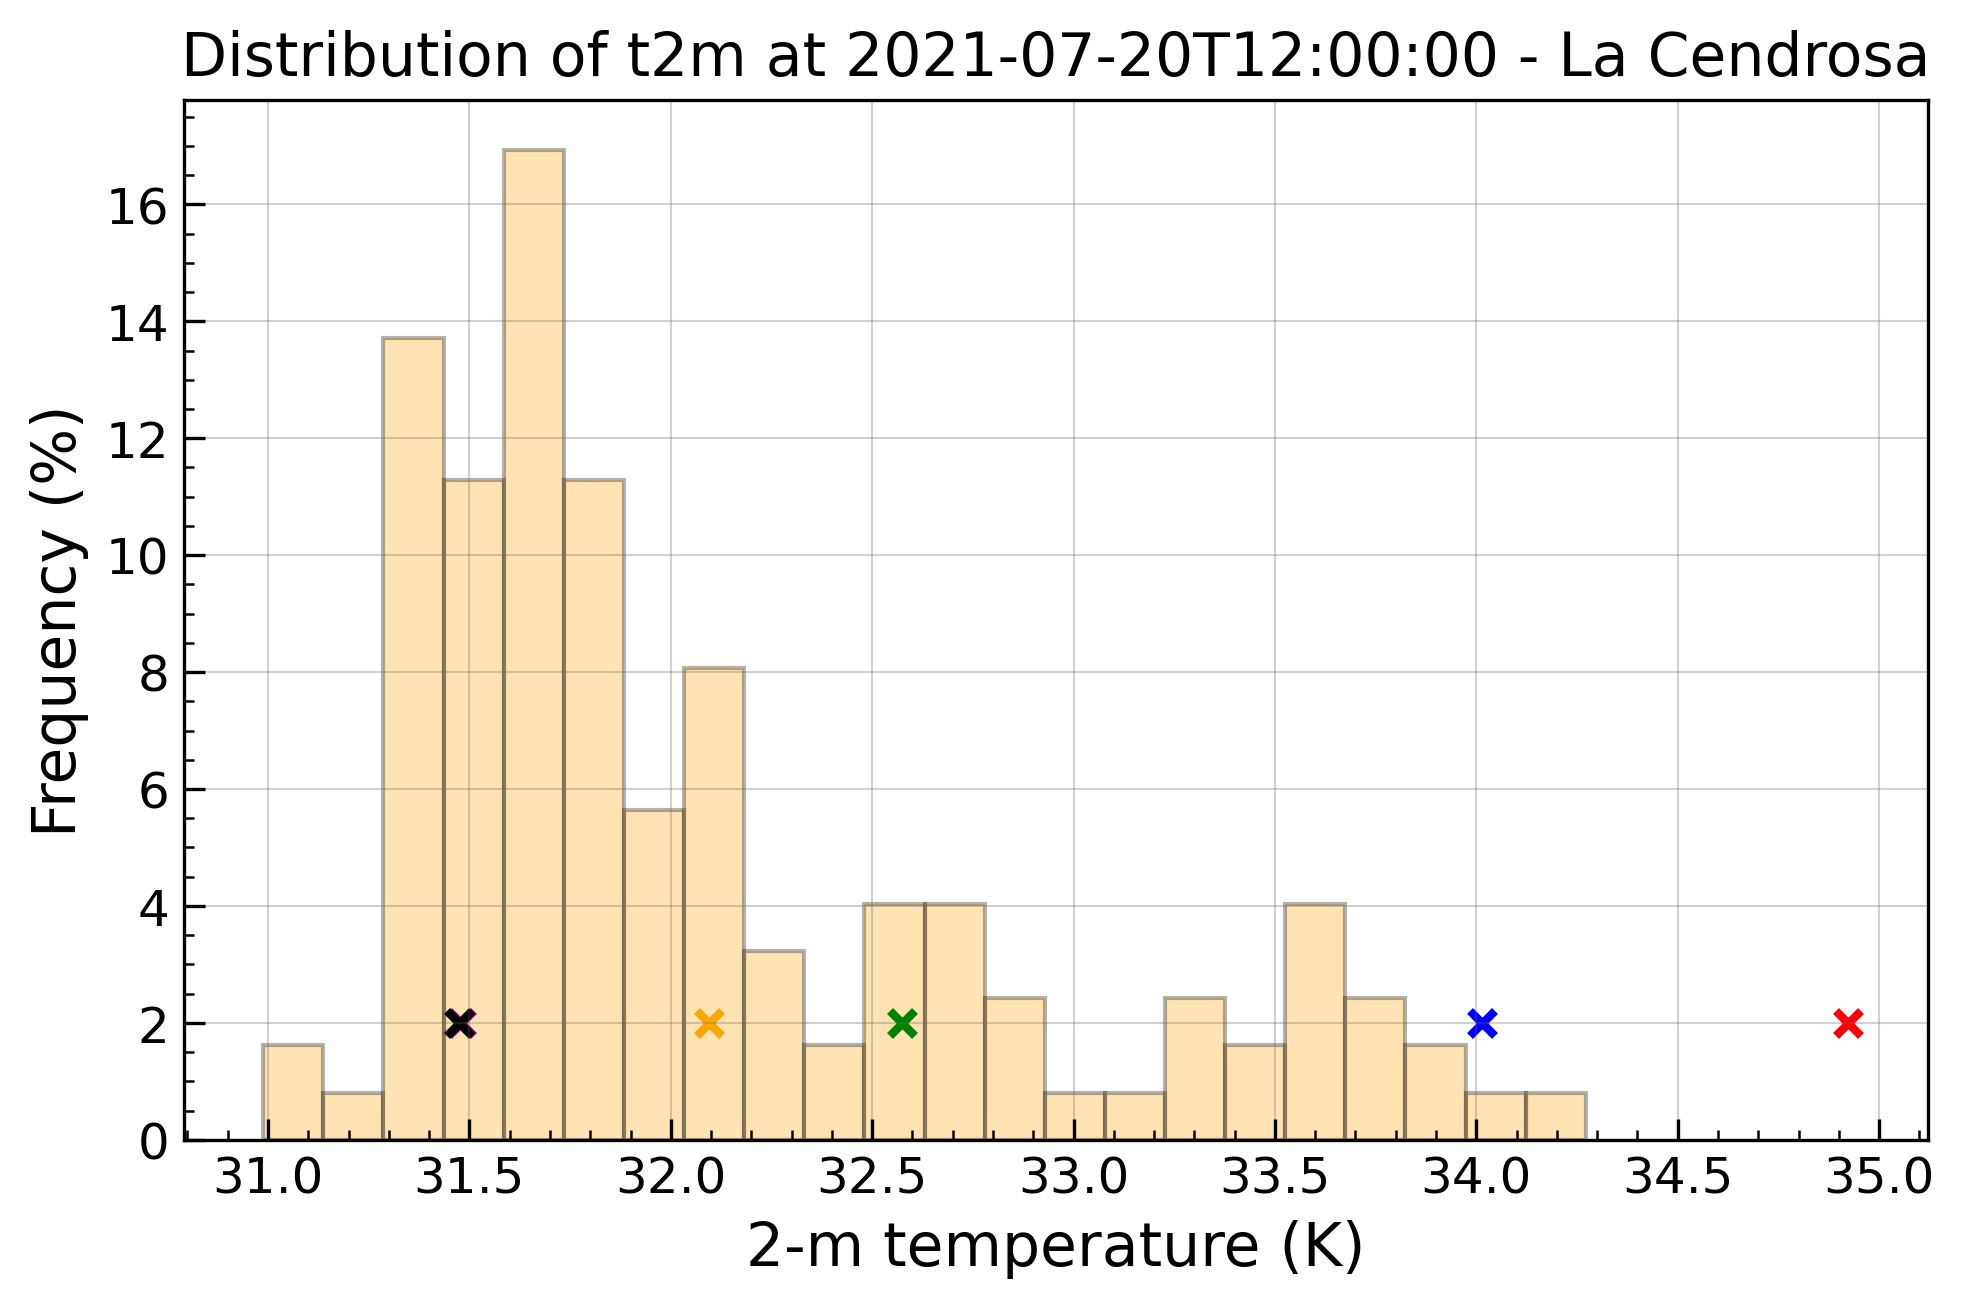 Distribution of t2m at 2021-07-20T12:00:00 - La Cendrosa
Frequency (%)
16
14
12
10
8
6
4
2
0
31.0 31.5 32.0 32.5 33.0 33.5 34.0 34.5 35.0
2-m temperature (K)